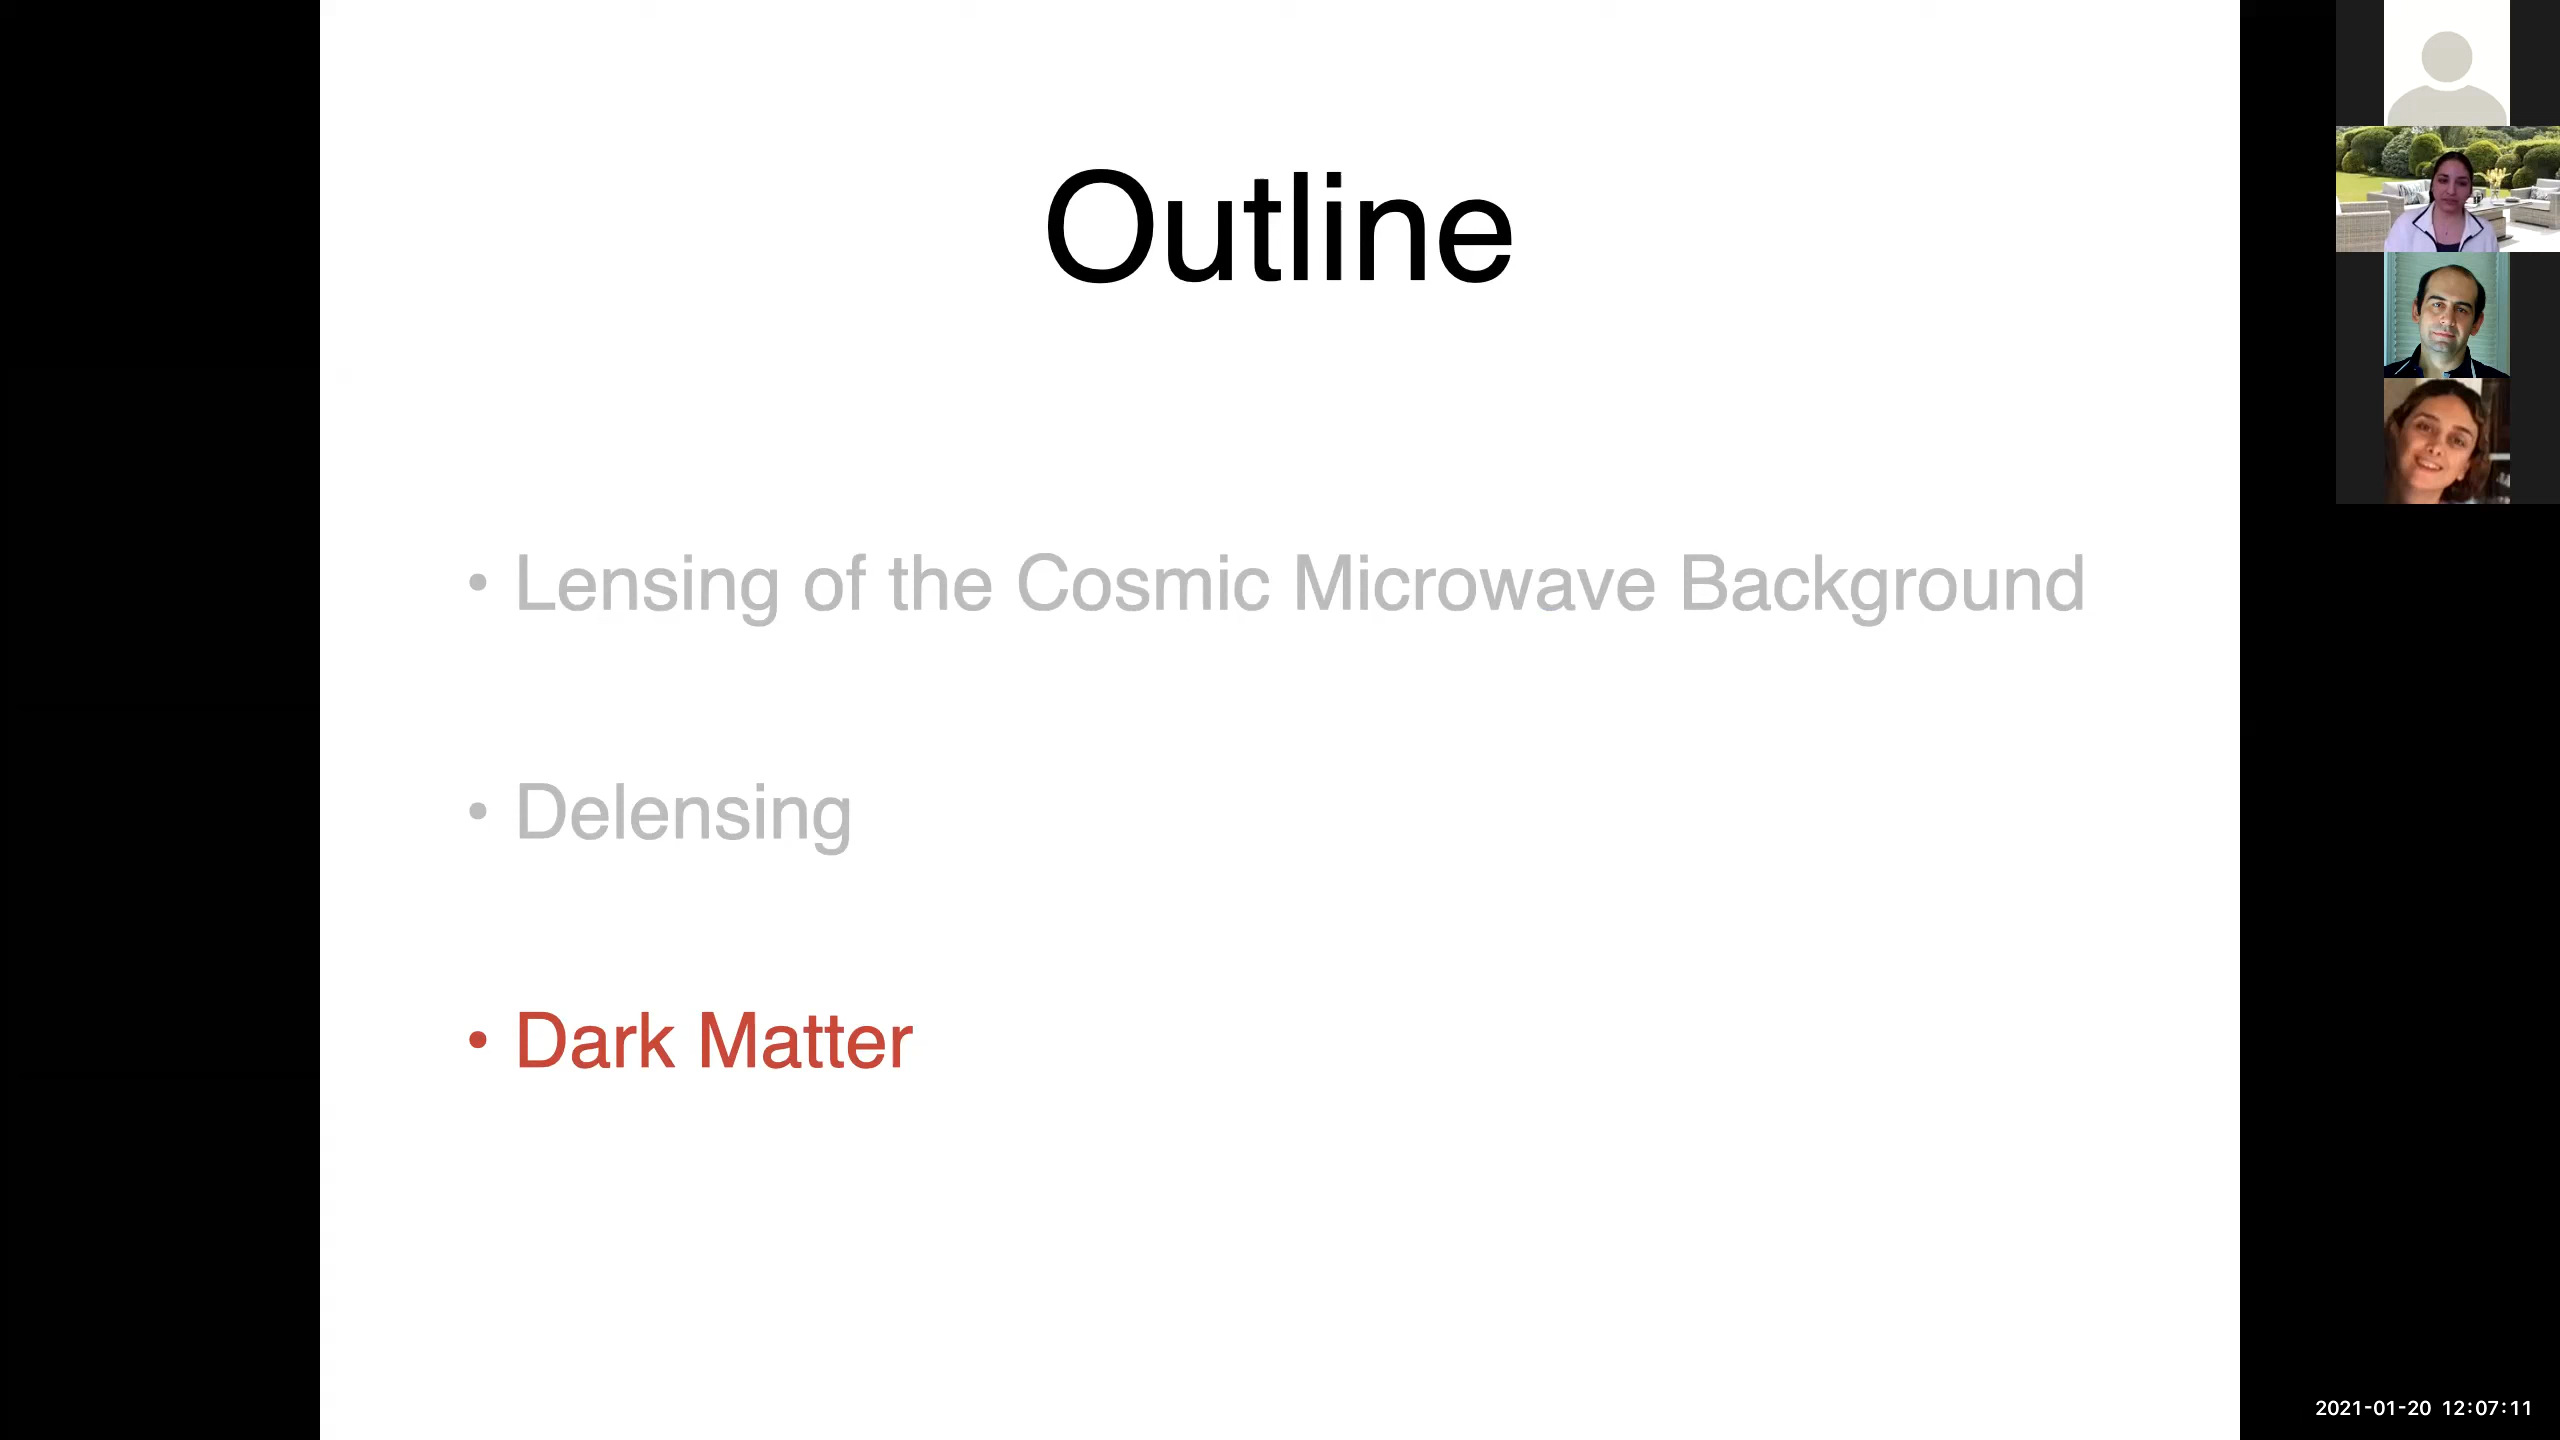 Outline
• Lensing of the Cosmic Microwave Background
• Delensing
• Dark Matter
2021-01-20 12:07:11